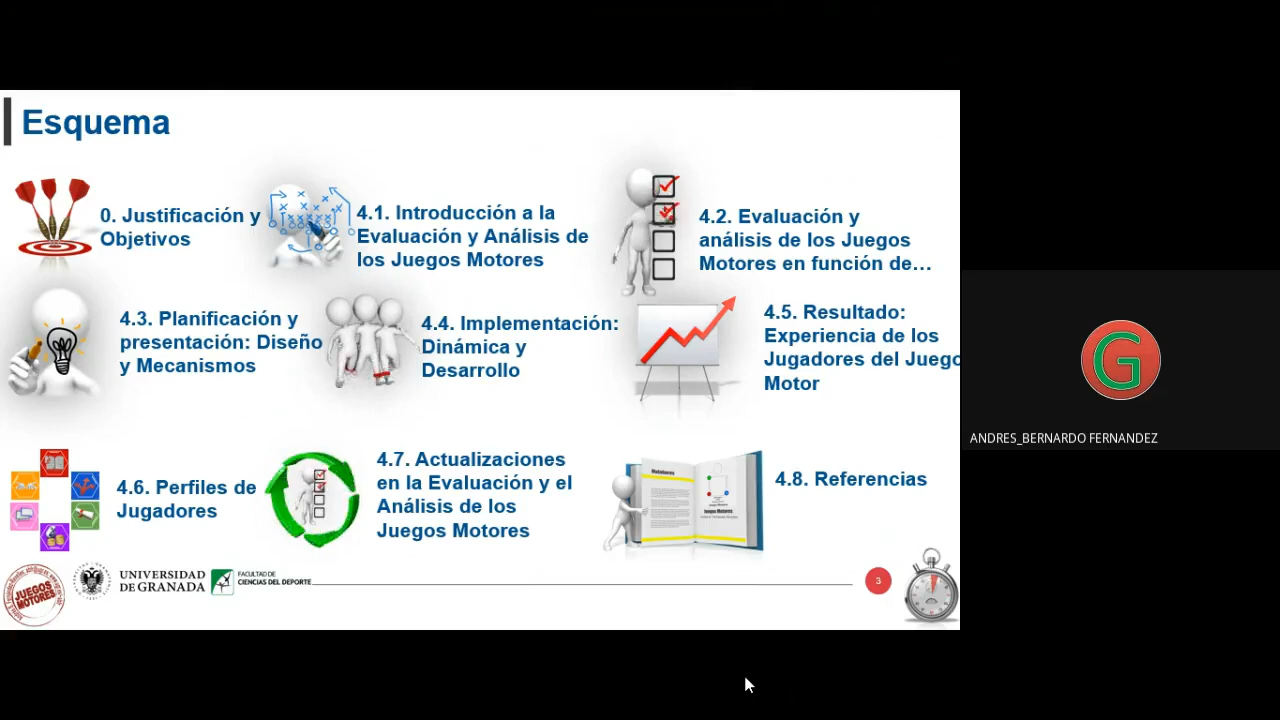 Esquema
0. Justificación y
Objetivos
4.1. Introducción a la
Evaluación y Análisis de
los Juegos Motores
4.2. Evaluación y
análisis de los Juegos
Motores en función de…
4.3. Planificación y
presentación: Diseño
y Mecanismos
4.4. Implementación:
Dinámica y
Desarrollo
4.5. Resultado:
Experiencia de los
Jugadores del Juego
Motor
4.6. Perfiles de
Jugadores
4.7. Actualizaciones
en la Evaluación y el
Análisis de los
Juegos Motores
4.8. Referencias
JUEGOS
MOTORES
UNIVERSIDAD
DE GRANADA
FACULTAD DE
CIENCIAS DEL DEPORTE
3
G
ANDRES_BERNARDO FERNANDEZ